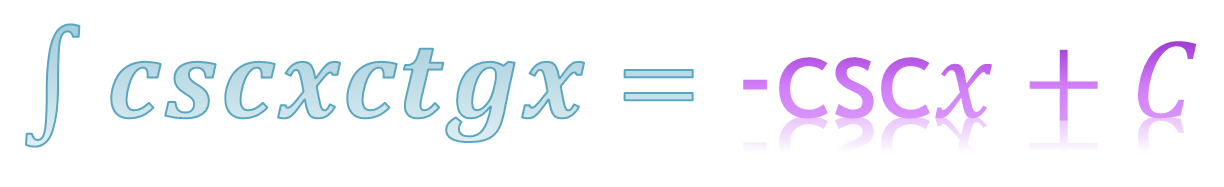 ∫ cscxctgx = -cscx + C